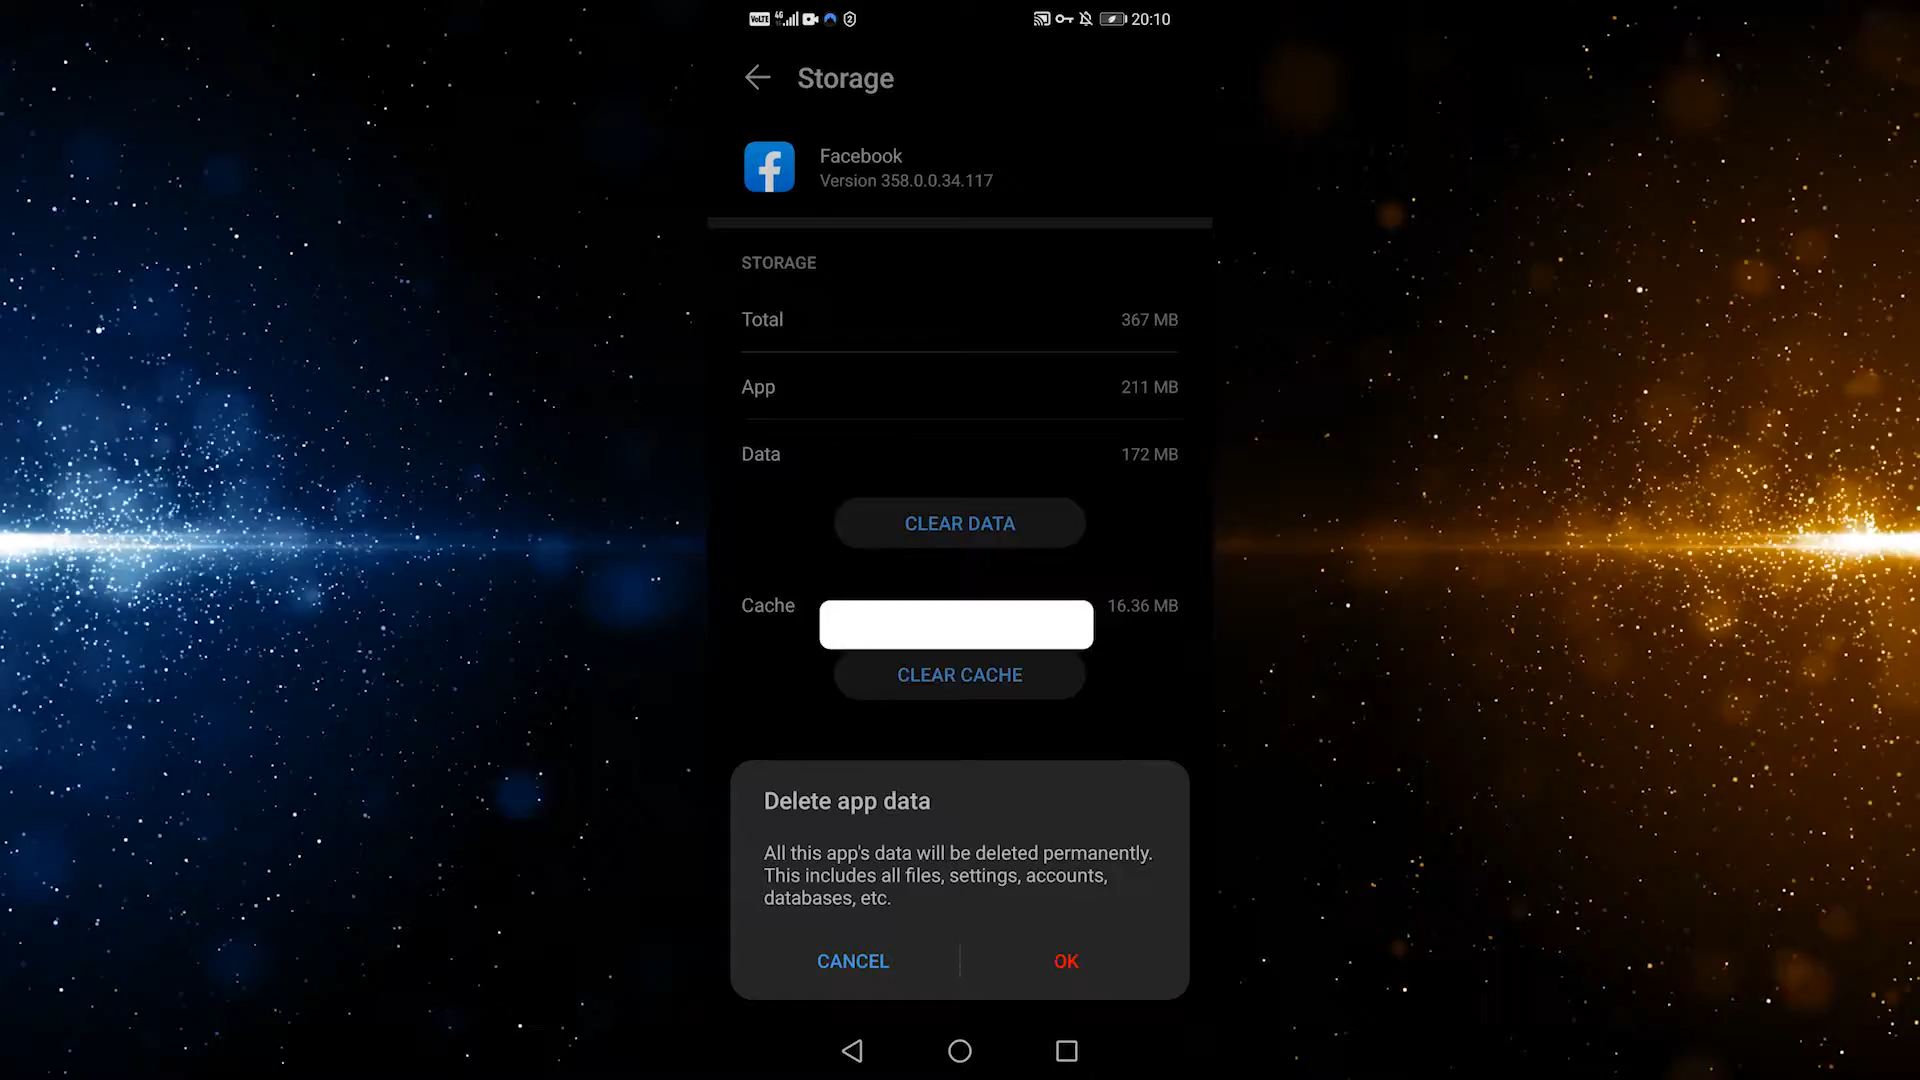 VoLTE 4G 20:10
Storage
Facebook
Version 358.0.0.34.117
STORAGE
Total 367 MB
App 211 MB
Data 172 MB
CLEAR DATA
Cache 16.36 MB
CLEAR CACHE
Delete app data
All this app's data will be deleted permanently.
This includes all files, settings, accounts,
databases, etc.
CANCEL OK